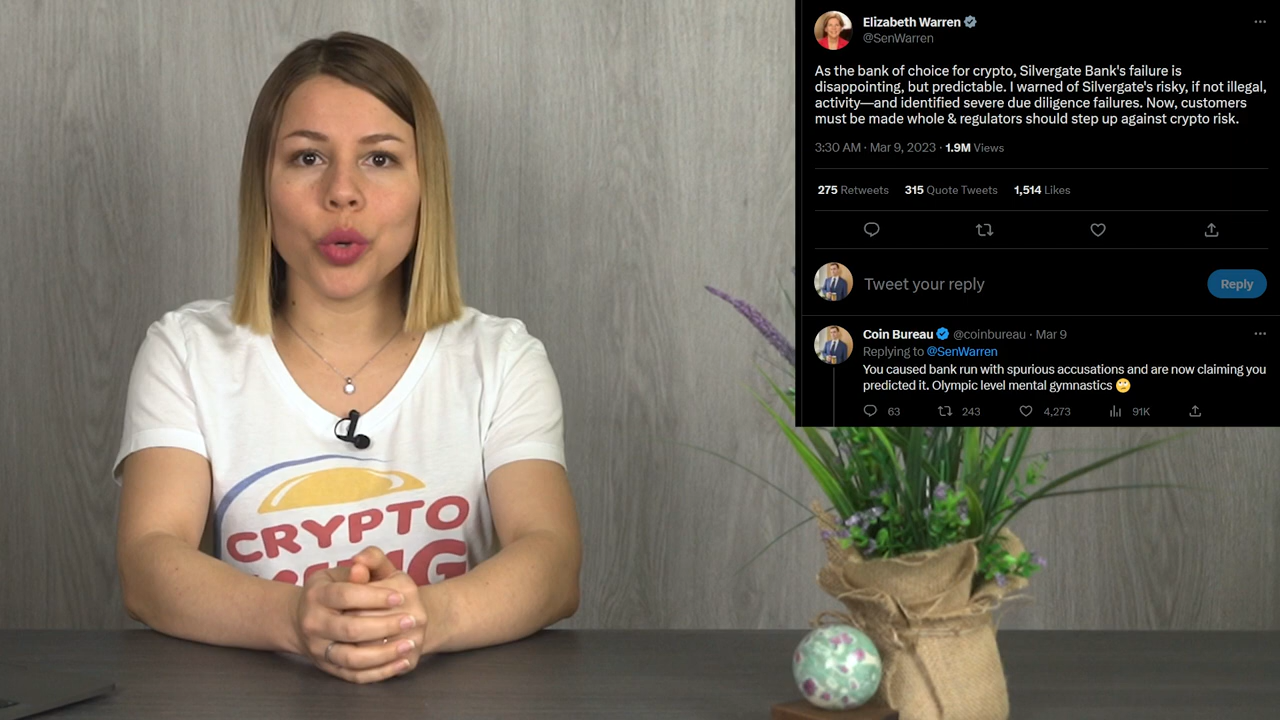 Elizabeth Warren
@SenWarren
As the bank of choice for crypto, Silvergate Bank's failure is
disappointing, but predictable. I warned of Silvergate's risky, if not illegal,
activity—and identified severe due diligence failures. Now, customers
must be made whole & regulators should step up against crypto risk.
3:30 AM · Mar 9, 2023 · 1.9M Views
275 Retweets 315 Quote Tweets 1,514 Likes
Tweet your reply
Reply
Coin Bureau @coinbureau · Mar 9
Replying to @SenWarren
You caused bank run with spurious accusations and are now claiming you
predicted it. Olympic level mental gymnastics 🙄
63 243 4,273 91K
CRYPTO
KING